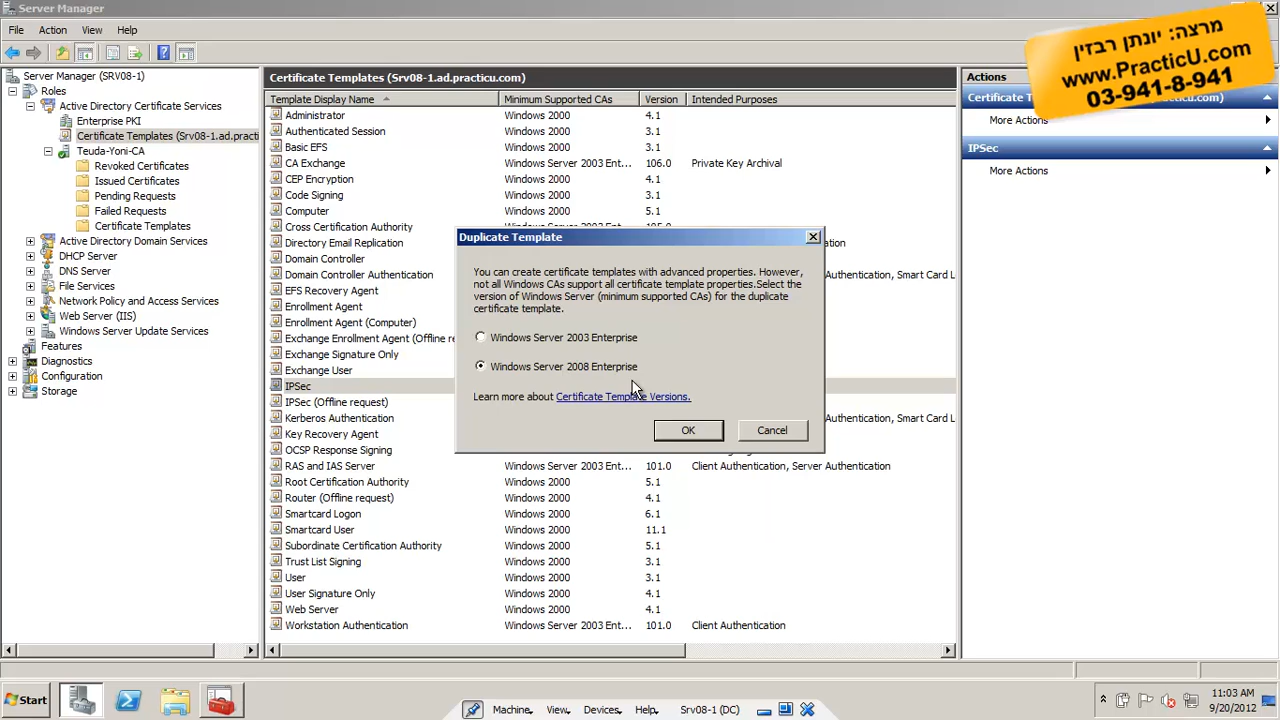 Server Manager
File Action View Help
Server Manager (SRV08-1)
Roles
Active Directory Certificate Services
Enterprise PKI
Certificate Templates (Srv08-1.ad.practi
Teuda-Yoni-CA
Revoked Certificates
Issued Certificates
Pending Requests
Failed Requests
Certificate Templates
Active Directory Domain Services
DHCP Server
DNS Server
File Services
Network Policy and Access Services
Web Server (IIS)
Windows Server Update Services
Features
Diagnostics
Configuration
Storage
Certificate Templates (Srv08-1.ad.practicu.com)
Template Display Name Minimum Supported CAs Version Intended Purposes
Administrator Windows 2000 4.1
Authenticated Session Windows 2000 3.1
Basic EFS Windows 2000 3.1
CA Exchange Windows Server 2003 Ent... 106.0 Private Key Archival
CEP Encryption Windows 2000 4.1
Code Signing Windows 2000 3.1
Computer Windows 2000 5.1
Cross Certification Authority
Directory Email Replication
Domain Controller
Domain Controller Authentication uthentication, Smart Card L
EFS Recovery Agent
Enrollment Agent
Enrollment Agent (Computer)
Exchange Enrollment Agent (Offline r
Exchange Signature Only
Exchange User
IPSec
IPSec (Offline request)
Kerberos Authentication uthentication, Smart Card L
Key Recovery Agent
OCSP Response Signing
RAS and IAS Server Windows Server 2003 Ent... 101.0 Client Authentication, Server Authentication
Root Certification Authority Windows 2000 5.1
Router (Offline request) Windows 2000 4.1
Smartcard Logon Windows 2000 6.1
Smartcard User Windows 2000 11.1
Subordinate Certification Authority Windows 2000 5.1
Trust List Signing Windows 2000 3.1
User Windows 2000 3.1
User Signature Only Windows 2000 4.1
Web Server Windows 2000 4.1
Workstation Authentication Windows Server 2003 Ent... 101.0 Client Authentication
Duplicate Template
You can create certificate templates with advanced properties. However,
not all Windows CAs support all certificate template properties.Select the
version of Windows Server (minimum supported CAs) for the duplicate
certificate template.
Windows Server 2003 Enterprise
Windows Server 2008 Enterprise
Learn more about Certificate Template Versions.
OK Cancel
Actions
Certificate T practicu.com)
More Actions
IPSec
More Actions
מרצה: יונתן רבזין
www.PracticU.com
03-941-8-941
Start
Machine View Devices Help Srv08-1 (DC)
11:03 AM
9/20/2012